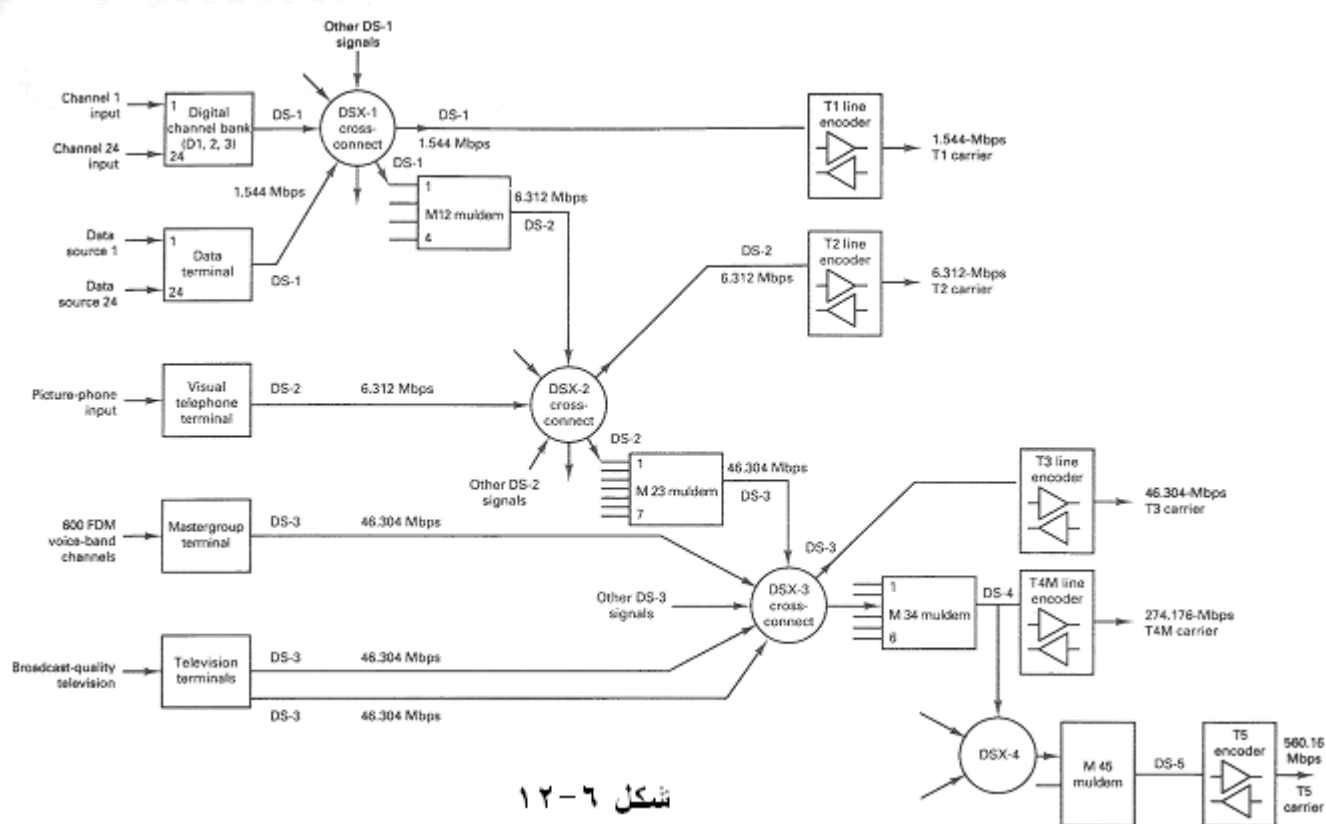 Other DS-1
signals
Channel 1
input
Channel 24
input
1
Digital
channel bank
(D1, 2, 3)
24
DS-1
DSX-1
cross-
connect
DS-1
1.544 Mbps
T1 line
encoder
1.544-Mbps
T1 carrier
1.544 Mbps
DS-1
1
M12 muldem
4
6.312 Mbps
DS-2
Data
source 1
Data
source 24
1
Data
terminal
24
DS-1
DS-2
6.312 Mbps
T2 line
encoder
6.312-Mbps
T2 carrier
Picture-phone
input
Visual
telephone
terminal
DS-2
6.312 Mbps
DSX-2
cross-
connect
DS-2
Other DS-2
signals
1
M 23 muldem
7
46.304 Mbps
DS-3
T3 line
encoder
46.304-Mbps
T3 carrier
600 FDM
voice-band
channels
Mastergroup
terminal
DS-3
46.304 Mbps
DS-3
Other DS-3
signals
DSX-3
cross-
connect
1
M 34 muldem
6
DS-4
T4M line
encoder
274.176-Mbps
T4M carrier
Broadcast-quality
television
Television
terminals
DS-3
46.304 Mbps
DS-3
46.304 Mbps
DSX-4
M 45
muldem
DS-5
T5
encoder
560.16
Mbps
T5
carrier
شكل ٦-١٢